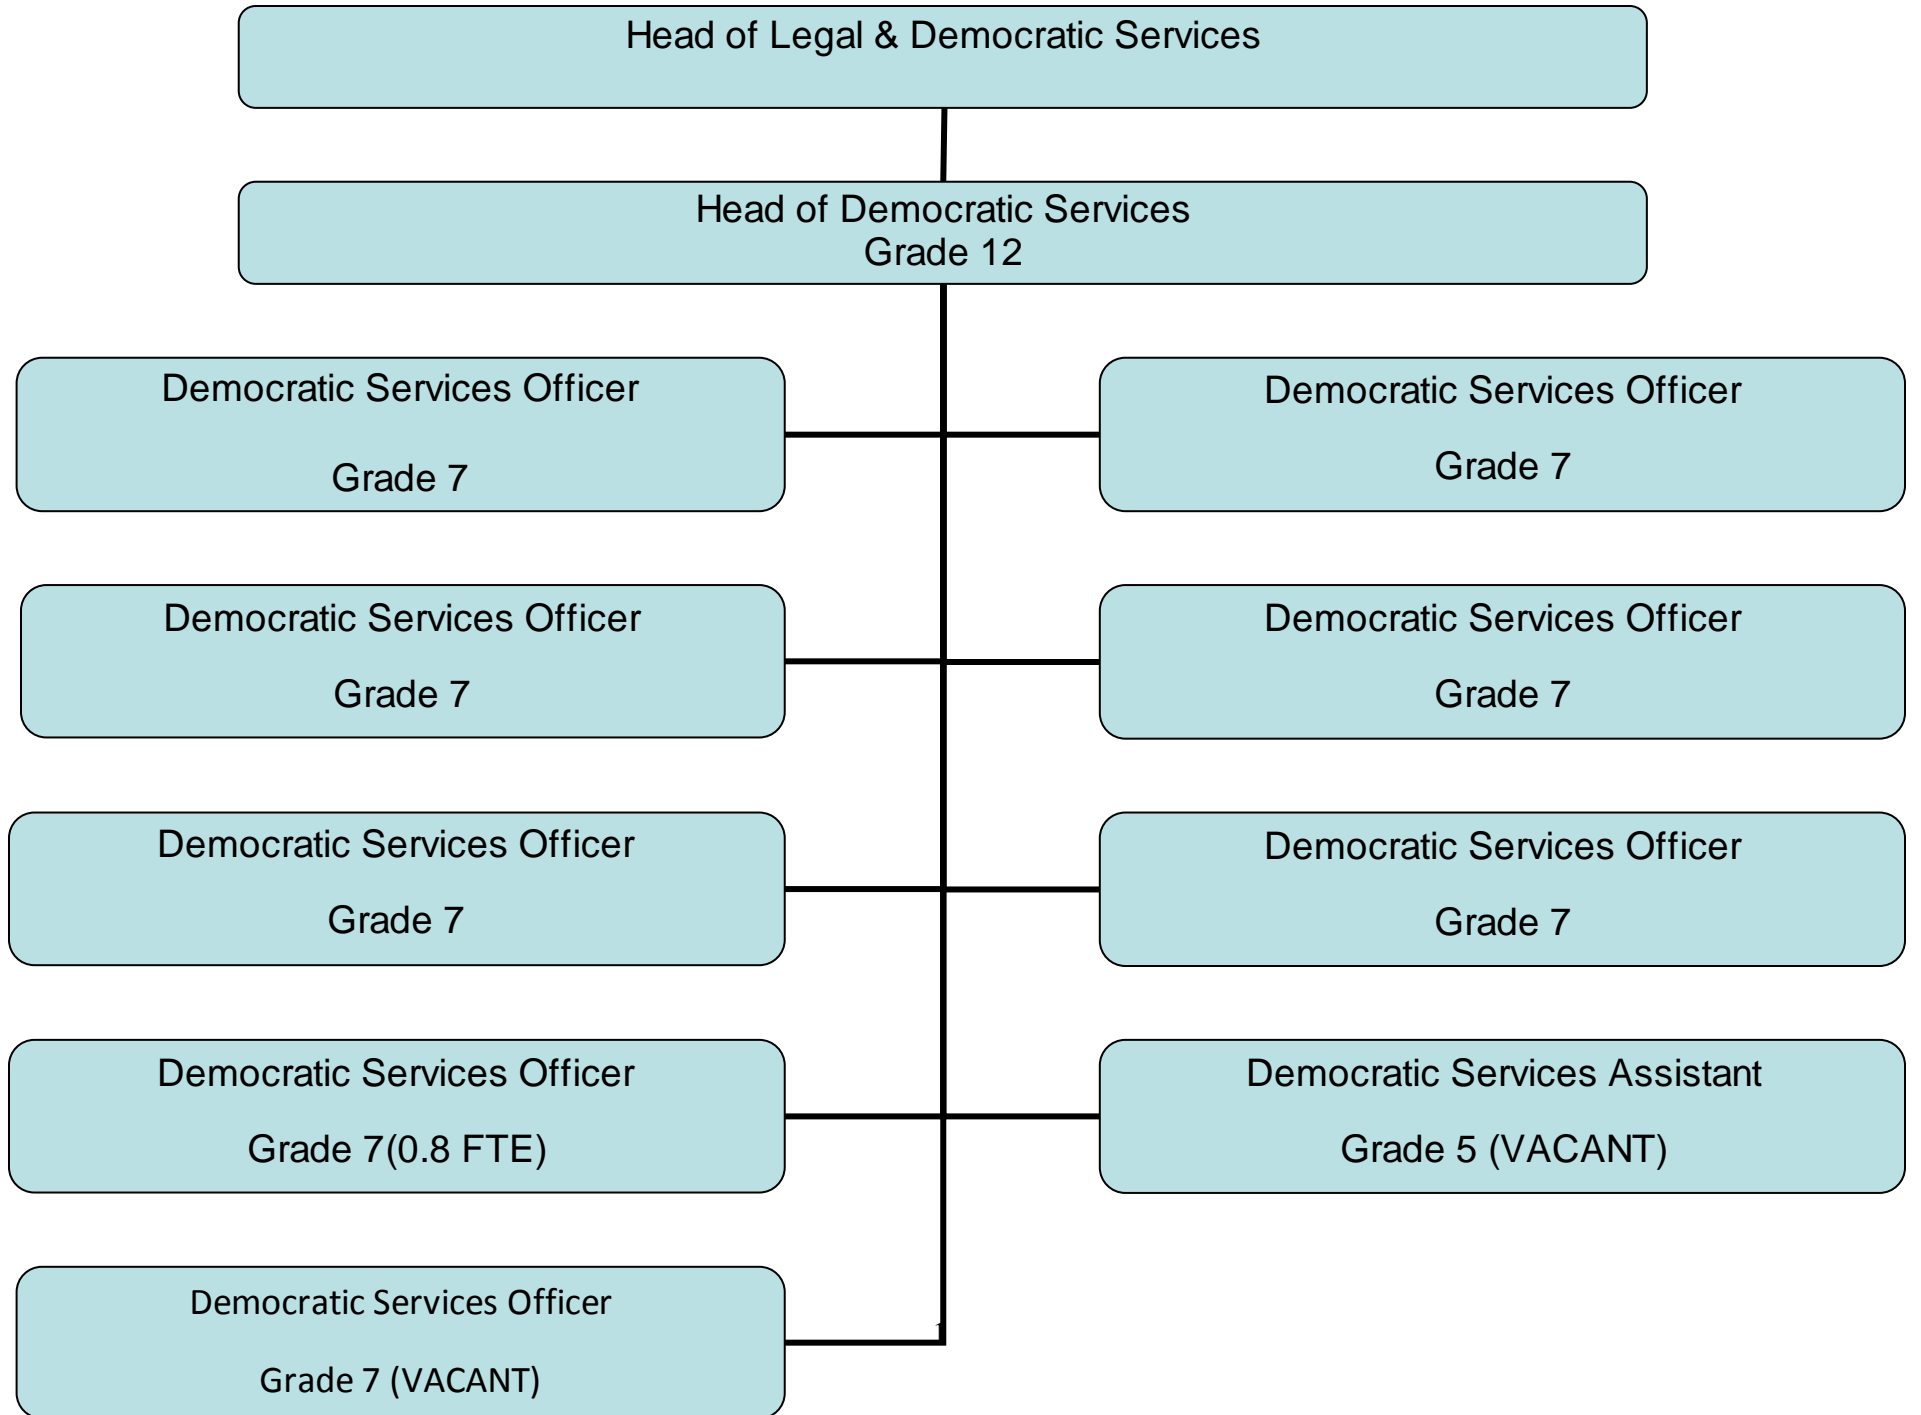 Head of Legal & Democratic Services
Head of Democratic Services
Grade 12
Democratic Services Officer
Grade 7
Democratic Services Officer
Grade 7
Democratic Services Officer
Grade 7
Democratic Services Officer
Grade 7
Democratic Services Officer
Grade 7
Democratic Services Officer
Grade 7
Democratic Services Officer
Grade 7(0.8 FTE)
Democratic Services Assistant
Grade 5 (VACANT)
Democratic Services Officer
Grade 7 (VACANT)